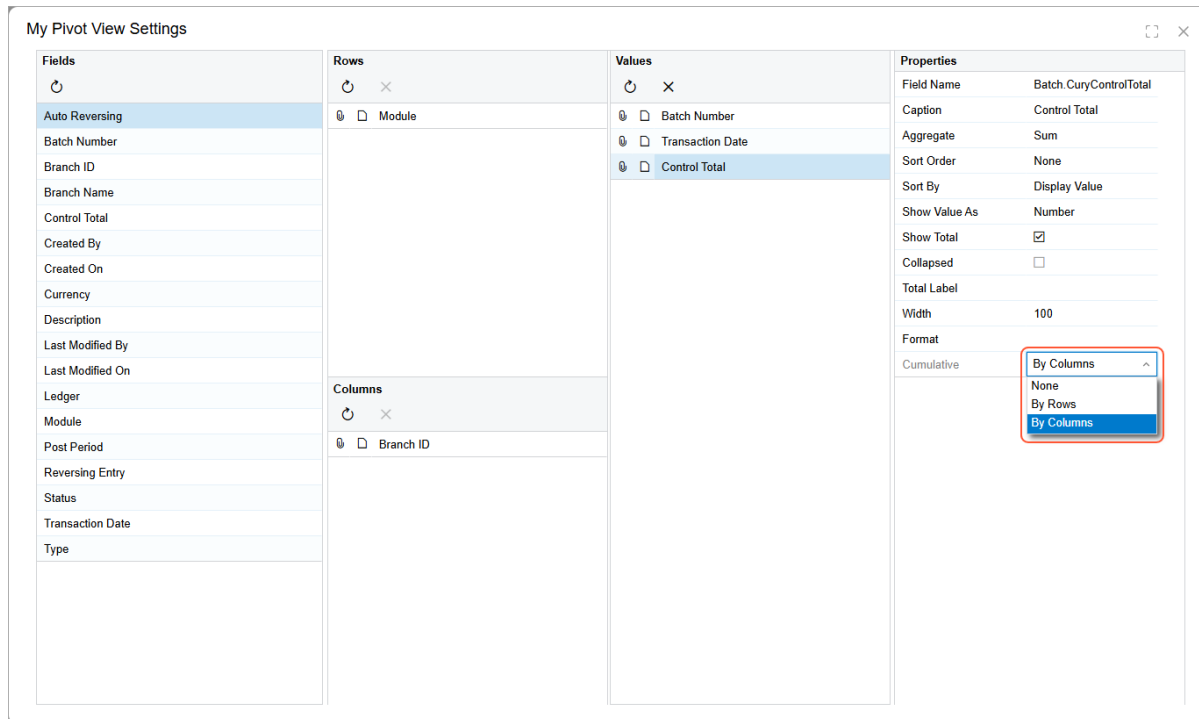 My Pivot View Settings
Fields
Auto Reversing
Batch Number
Branch ID
Branch Name
Control Total
Created By
Created On
Currency
Description
Last Modified By
Last Modified On
Ledger
Module
Post Period
Reversing Entry
Status
Transaction Date
Type
Rows
Module
Columns
Branch ID
Values
Batch Number
Transaction Date
Control Total
Properties
Field Name Batch.CuryControlTotal
Caption Control Total
Aggregate Sum
Sort Order None
Sort By Display Value
Show Value As Number
Show Total
Collapsed
Total Label
Width 100
Format
Cumulative By Columns
None
By Rows
By Columns